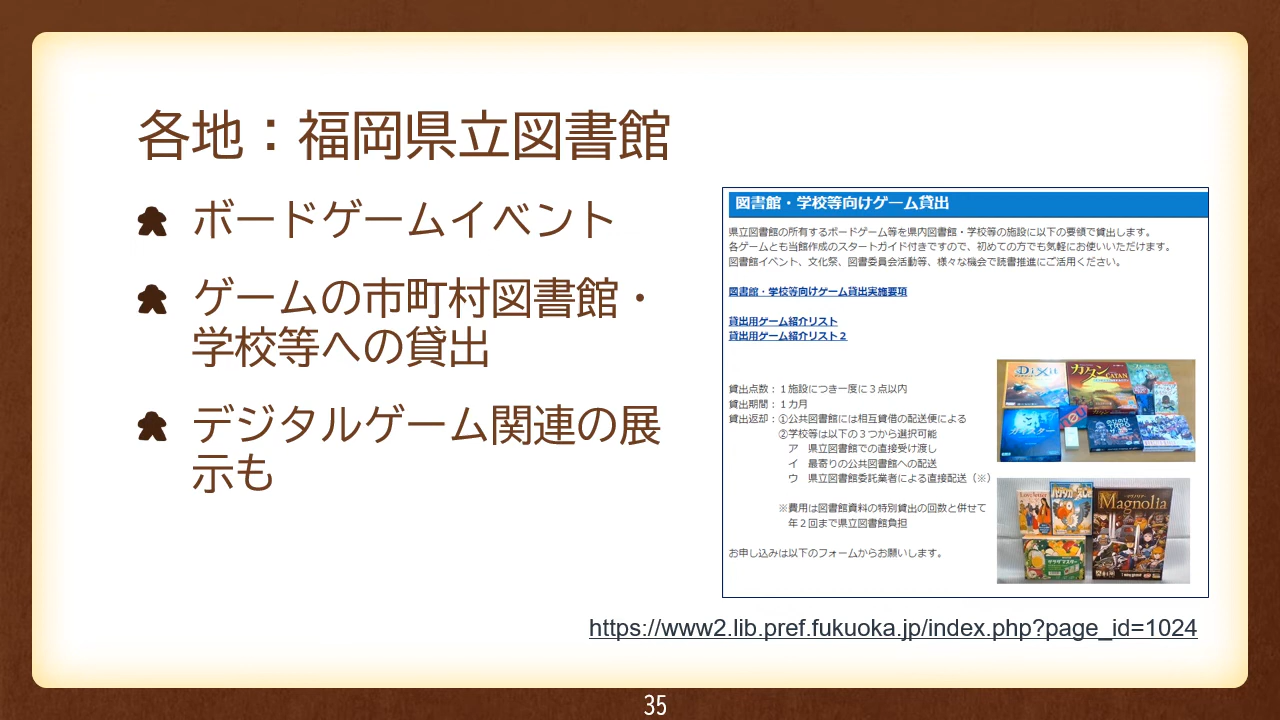 各地：福岡県立図書館
ボードゲームイベント
ゲームの市町村図書館・
学校等への貸出
デジタルゲーム関連の展
示も
図書館・学校等向けゲーム貸出
県立図書館の所有するボードゲーム等を県内図書館・学校等の施設に以下の要領で貸出します。
各ゲームとも当館作成のスタートガイド付きですので、初めての方でも気軽にお使いいただけます。
図書館イベント、文化祭、図書委員会活動等、様々な機会で読書推進にご活用ください。
図書館・学校等向けゲーム貸出実施要項
貸出用ゲーム紹介リスト
貸出用ゲーム紹介リスト２
貸出点数：１施設につき一度に３点以内
貸出期間：１カ月
貸出返却：①公共図書館には相互貸借の配送便による
②学校等は以下の３つから選択可能
ア　県立図書館での直接受け渡し
イ　最寄りの公共図書館への配送
ウ　県立図書館委託業者による直接配送（※）
※費用は図書館資料の特別貸出の回数と併せて
年２回まで県立図書館負担
お申し込みは以下のフォームからお願いします。
DiXit
カタン
CATAN
Magnolia
https://www2.lib.pref.fukuoka.jp/index.php?page_id=1024
35